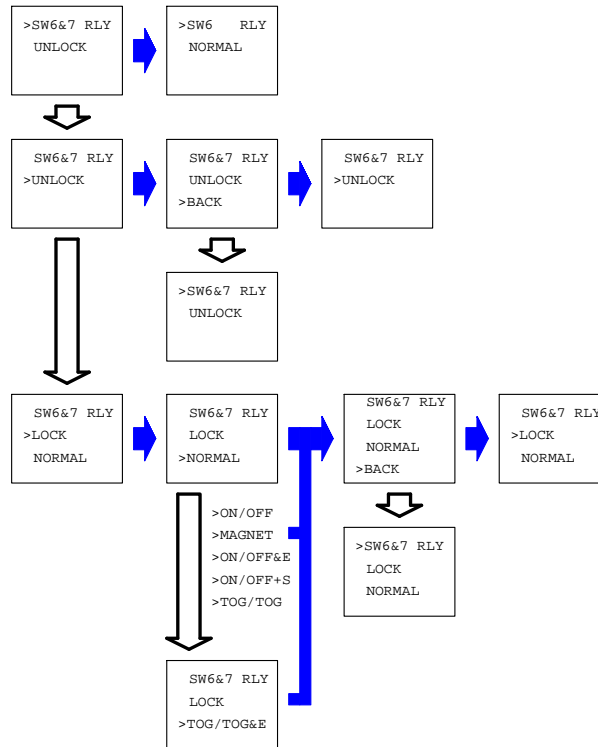 >SW6&7 RLY
UNLOCK
>SW6 RLY
NORMAL
SW6&7 RLY
>UNLOCK
SW6&7 RLY
UNLOCK
>BACK
SW6&7 RLY
>UNLOCK
>SW6&7 RLY
UNLOCK
SW6&7 RLY
>LOCK
NORMAL
SW6&7 RLY
LOCK
>NORMAL
SW6&7 RLY
LOCK
NORMAL
>BACK
SW6&7 RLY
>LOCK
NORMAL
>ON/OFF
>MAGNET
>ON/OFF&E
>ON/OFF+S
>TOG/TOG
>SW6&7 RLY
LOCK
NORMAL
SW6&7 RLY
LOCK
>TOG/TOG&E